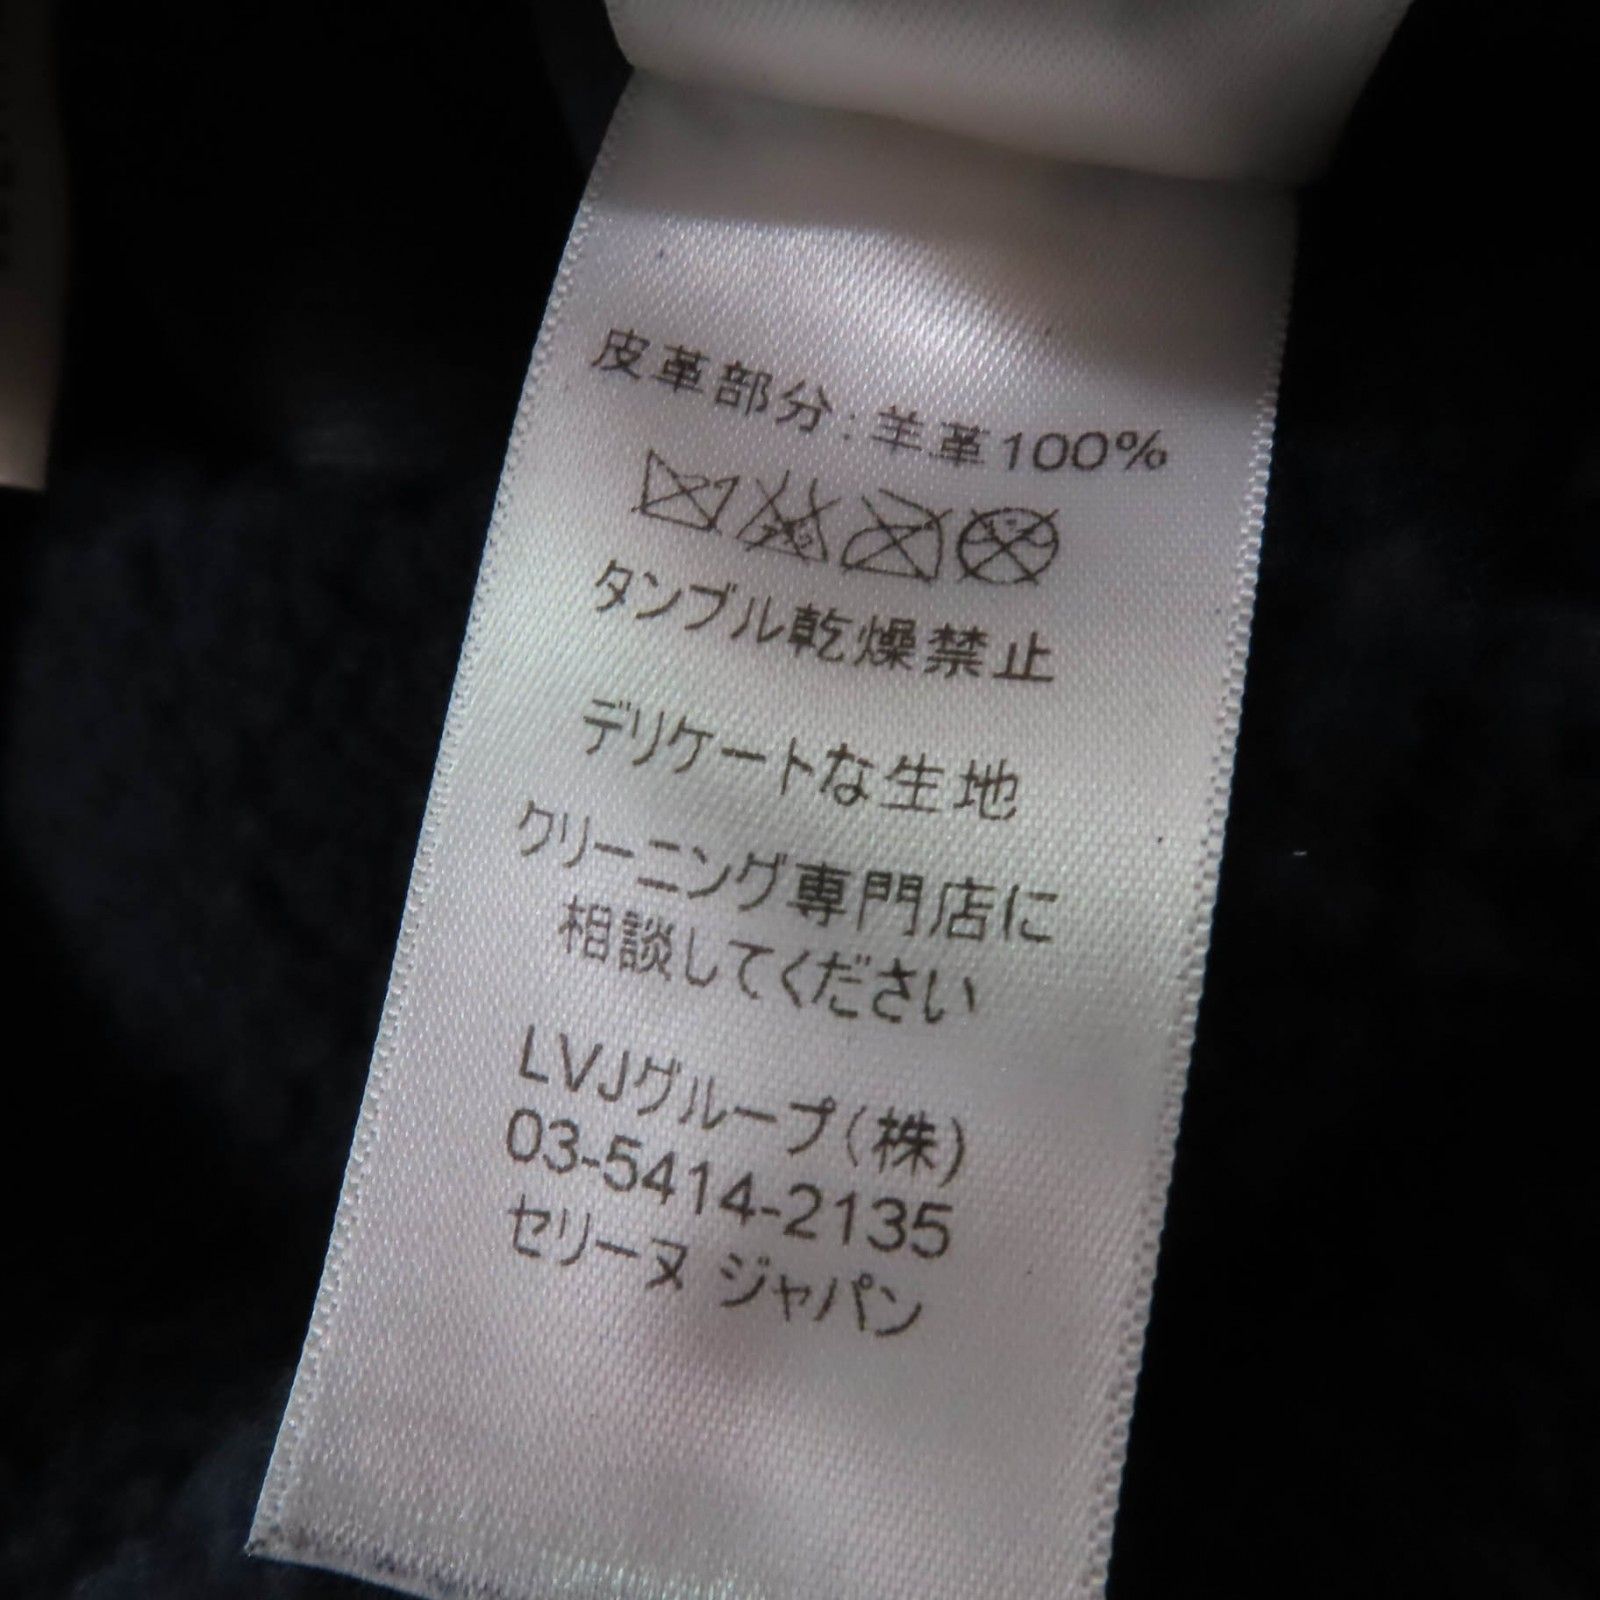 皮革部分:羊革100%
タンブル乾燥禁止
デリケートな生地
クリーニング専門店に
相談してください
LVJグループ(株)
03-5414-2135
セリーヌ ジャパン